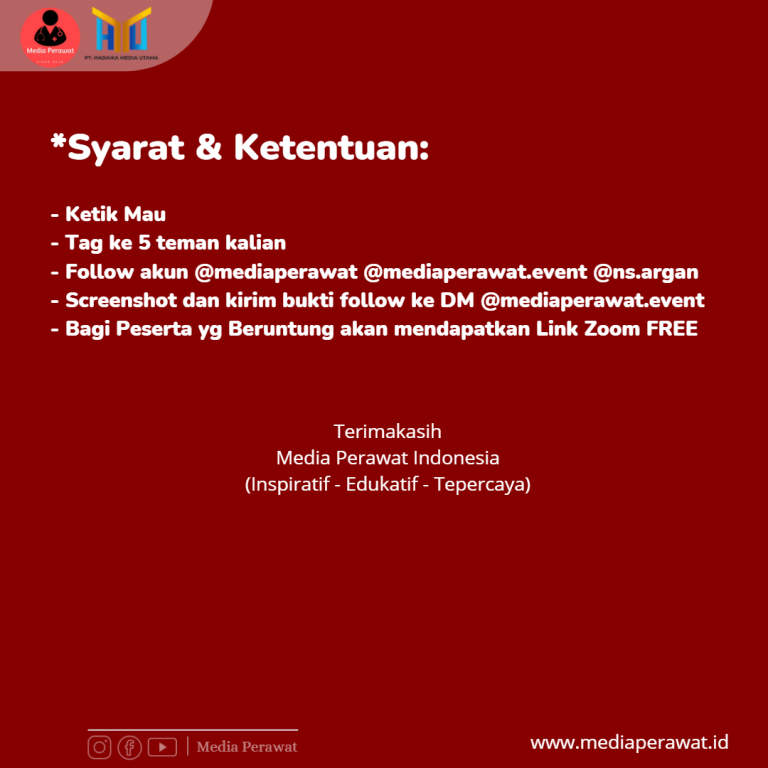 Media Perawat
PT. HADAIKA MEDIA UTAMA
*Syarat & Ketentuan:
- Ketik Mau
- Tag ke 5 teman kalian
- Follow akun @mediaperawat @mediaperawat.event @ns.argan
- Screenshot dan kirim bukti follow ke DM @mediaperawat.event
- Bagi Peserta yg Beruntung akan mendapatkan Link Zoom FREE
Terimakasih
Media Perawat Indonesia
(Inspiratif - Edukatif - Tepercaya)
Media Perawat
www.mediaperawat.id